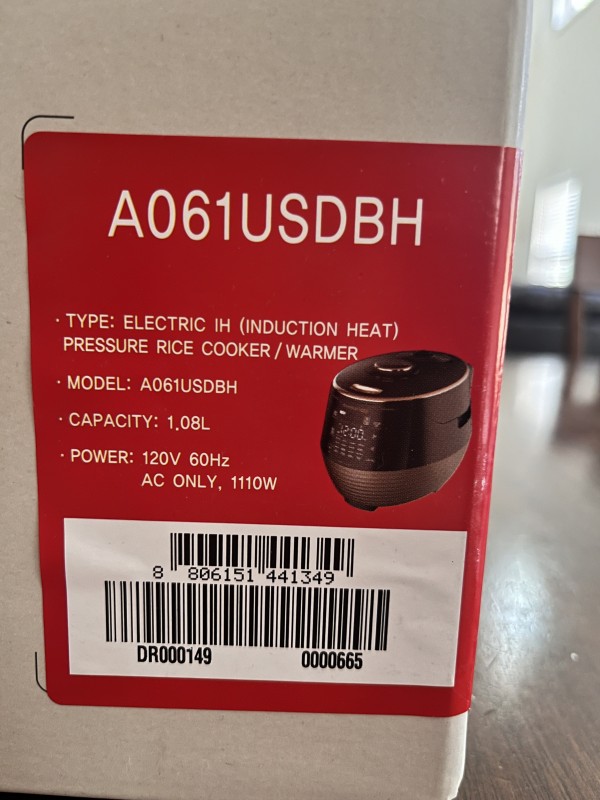 A061USDBH
· TYPE: ELECTRIC IH (INDUCTION HEAT)
PRESSURE RICE COOKER / WARMER
· MODEL: A061USDBH
· CAPACITY: 1.08L
· POWER: 120V 60Hz
AC ONLY, 1110W
8 806151 441349
DR000149 0000665